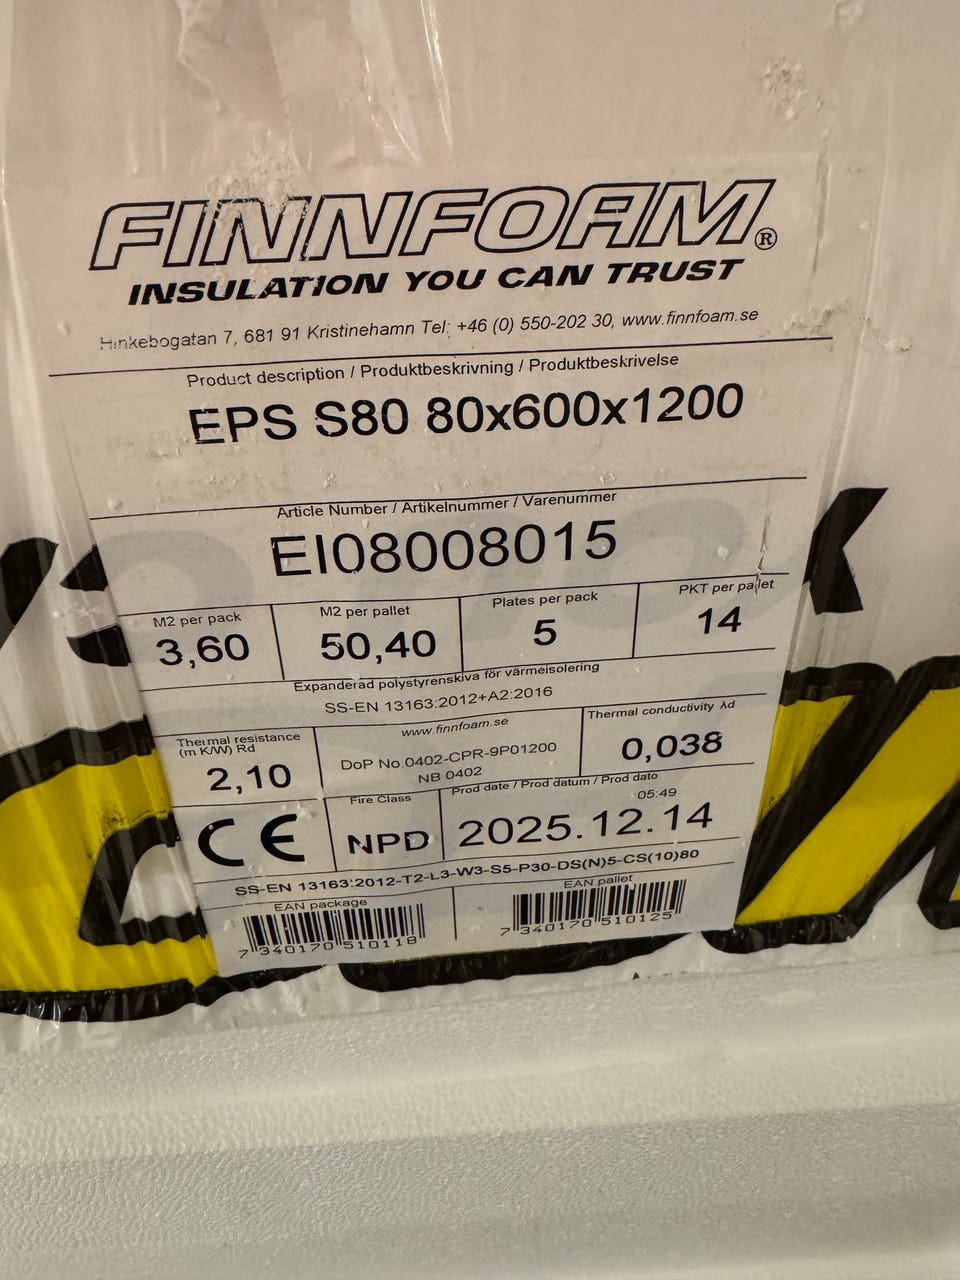 FINNFOAM®
INSULATION YOU CAN TRUST
Hinkebogatan 7, 681 91 Kristinehamn Tel: +46 (0) 550-202 30, www.finnfoam.se
Product description / Produktbeskrivning / Produktbeskrivelse
EPS S80 80x600x1200
Article Number / Artikelnummer / Varenummer
EI08008015
M2 per pack
3,60
M2 per pallet
50,40
Plates per pack
5
PKT per pallet
14
Expanderad polystyrenskiva för värmeisolering
SS-EN 13163:2012+A2:2016
Thermal resistance
(m K/W) Rd
2,10
www.finnfoam.se
DoP No.0402-CPR-9P01200
NB 0402
Thermal conductivity λd
0,038
CE
Fire Class
NPD
Prod date / Prod datum / Prod dato
05:49
2025.12.14
SS-EN 13163:2012-T2-L3-W3-S5-P30-DS(N)5-CS(10)80
EAN package
7 340170 510118
EAN pallet
7 340170 510125